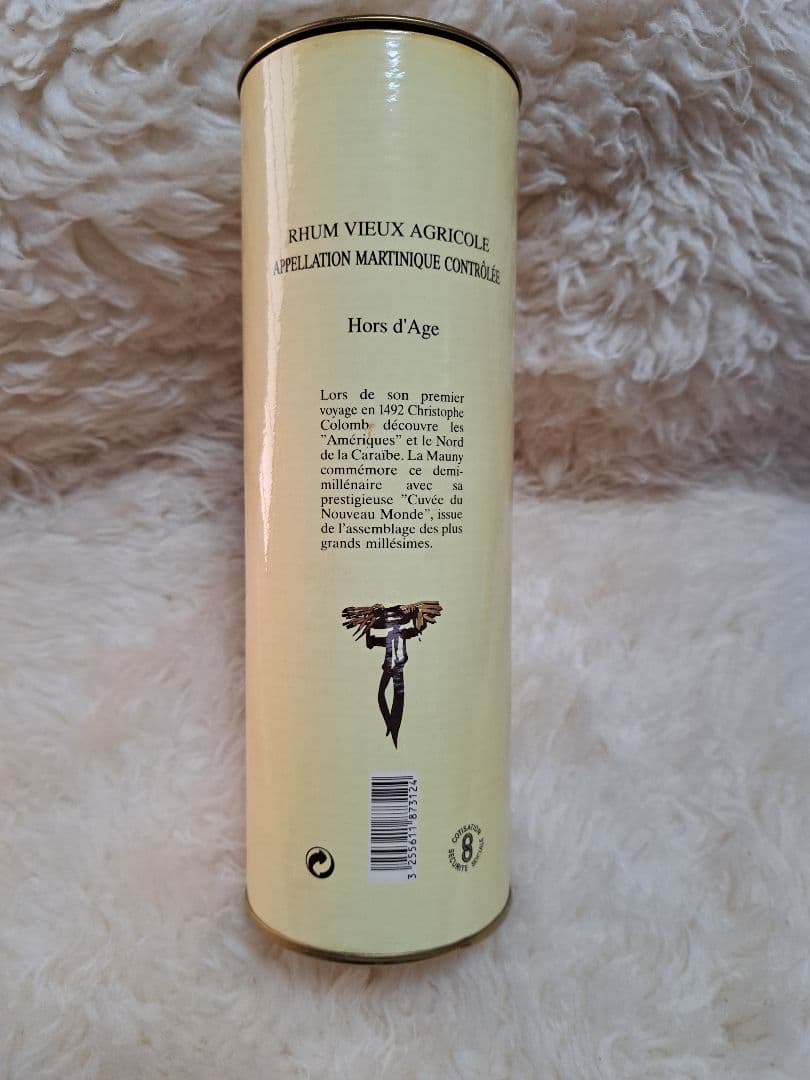 RHUM VIEUX AGRICOLE
APPELLATION MARTINIQUE CONTRÔLÉE
Hors d'Age
Lors de son premier
voyage en 1492 Christophe
Colomb découvre les
"Amériques" et le Nord
de la Caraïbe. La Mauny
commémore ce demi-
millénaire avec sa
prestigieuse "Cuvée du
Nouveau Monde", issue
de l'assemblage des plus
grands millésimes.
3 255611 873124
COTISATION
SECURITE SOCIALE